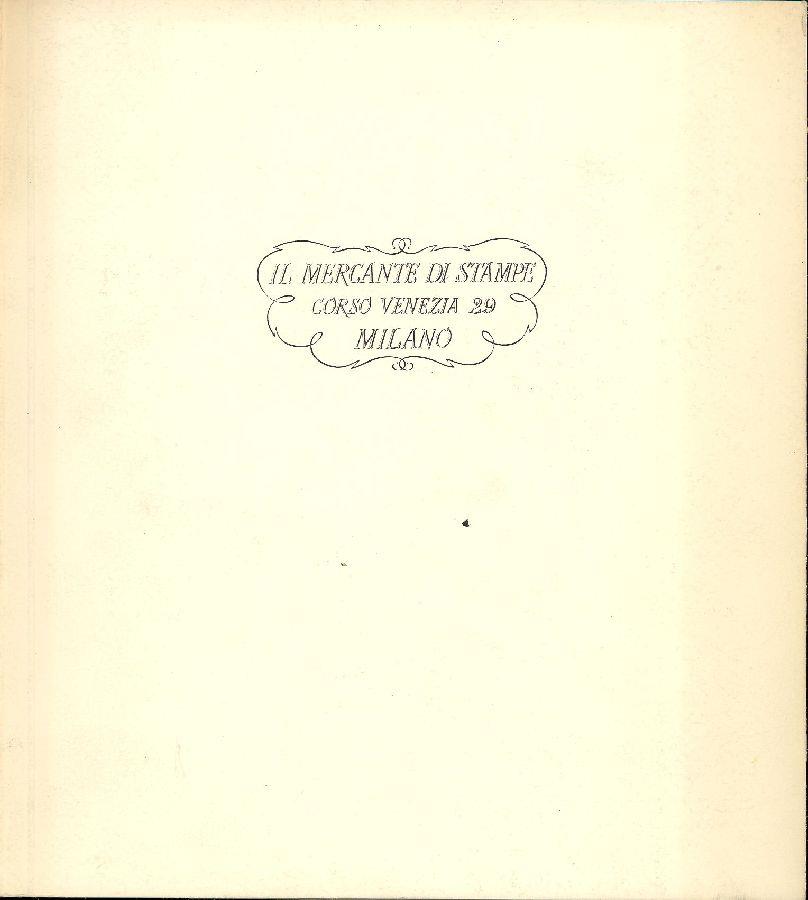 IL MERCANTE DI STAMPE
CORSO VENEZIA 29
MILANO